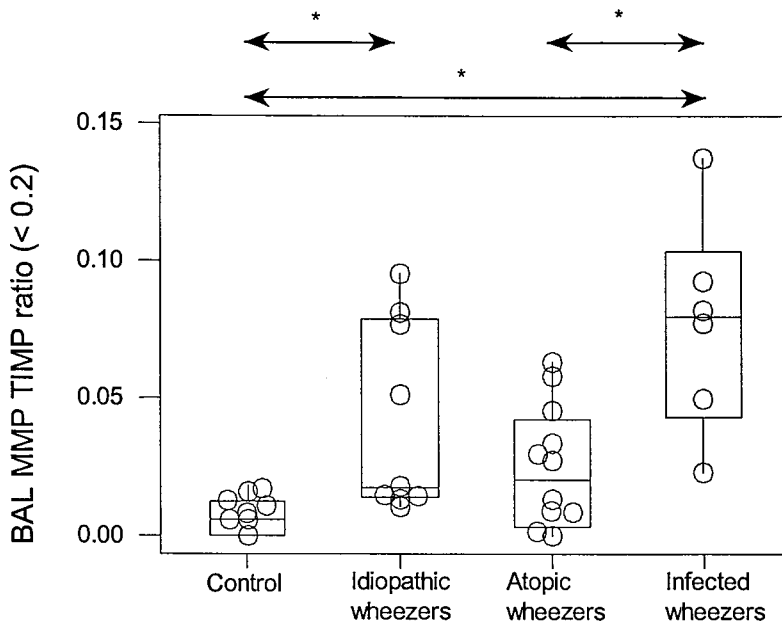 *
*
*
BAL MMP TIMP ratio (< 0.2)
0.15
0.10
0.05
0.00
Control
Idiopathic
wheezers
Atopic
wheezers
Infected
wheezers